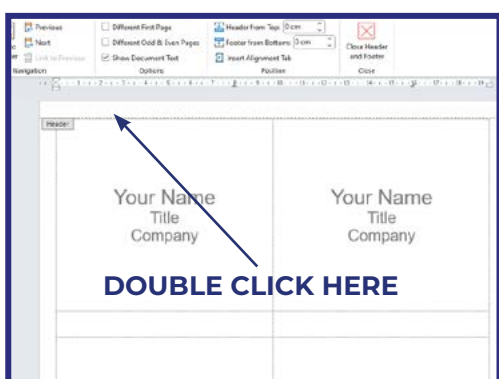 Previous
Next
Link to Previous
Navigation
Different First Page
Different Odd & Even Pages
Show Document Text
Options
Header from Top: 0 cm
Footer from Bottom: 0 cm
Insert Alignment Tab
Position
Close Header
and Footer
Close
Header
Your Name
Title
Company
Your Name
Title
Company
DOUBLE CLICK HERE